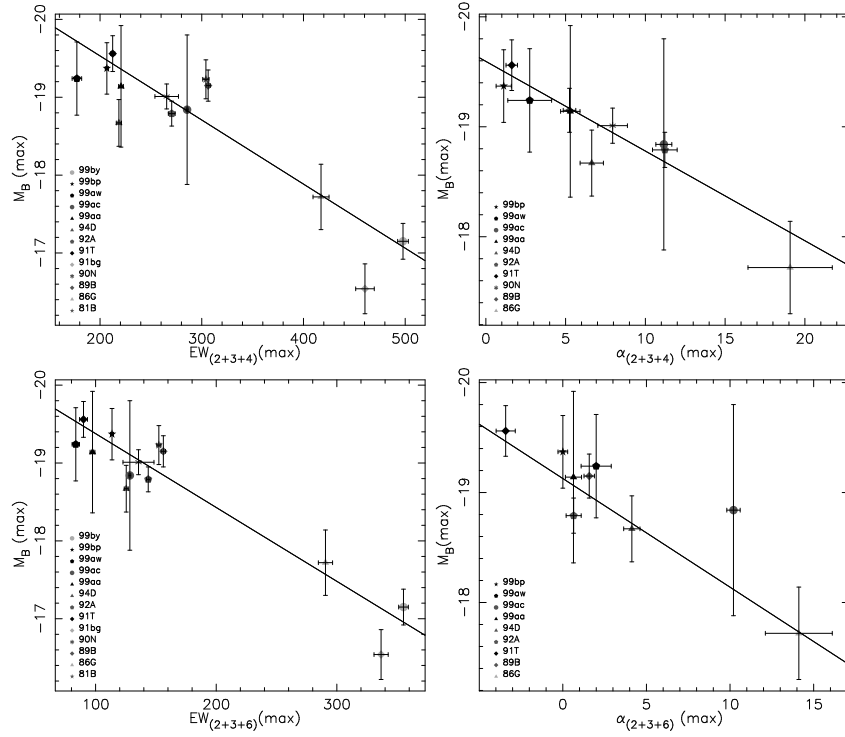 -20
-19
-18
-17
M_B (max)
99by
99bp
99aw
99ac
99aa
94D
92A
91T
91bg
90N
89B
86G
81B
200
300
400
500
EW_(2+3+4)(max)
-20
-19
-18
M_B(max)
99bp
99aw
99ac
99aa
94D
92A
91T
90N
89B
86G
0
5
10
15
20
α_(2+3+4)(max)
-20
-19
-18
-17
M_B (max)
99by
99bp
99aw
99ac
99aa
94D
92A
91T
91bg
90N
89B
86G
81B
100
200
300
EW_(2+3+6)(max)
-20
-19
-18
M_B(max)
99bp
99aw
99ac
99aa
94D
92A
91T
89B
86G
0
5
10
15
α_(2+3+6)(max)